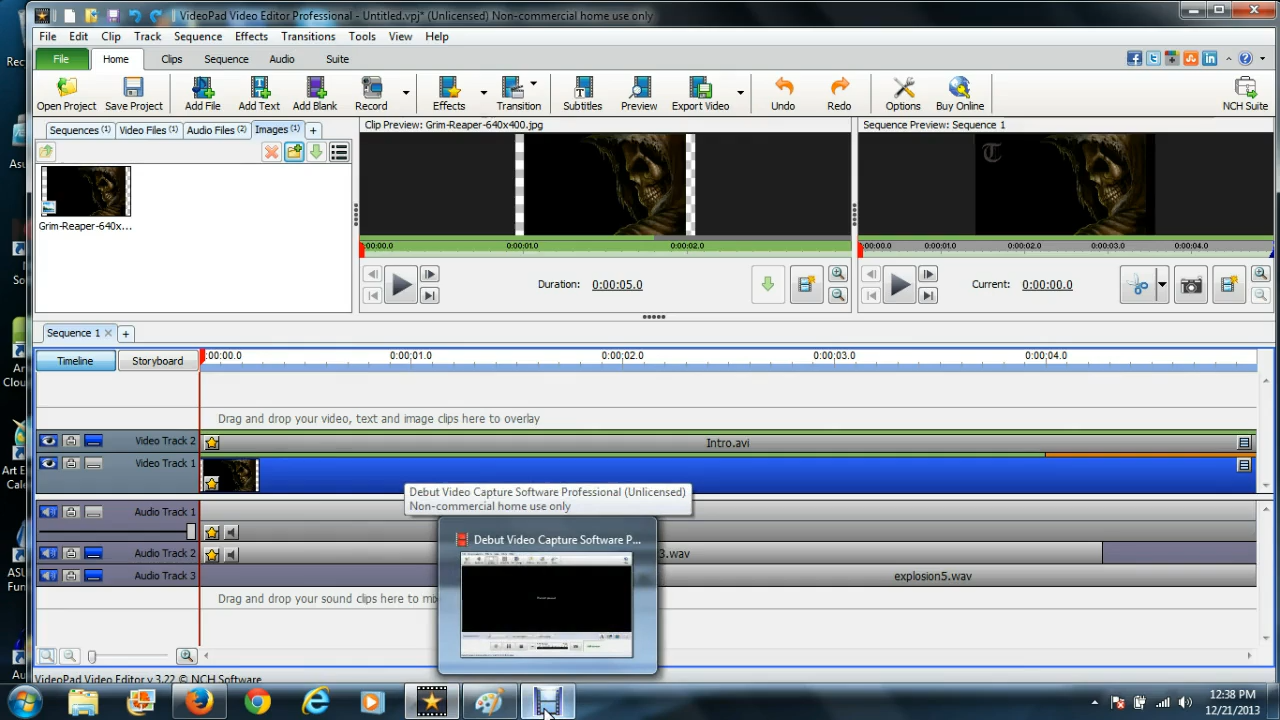 VideoPad Video Editor Professional - Untitled.vpj* (Unlicensed) Non-commercial home use only
File Edit Clip Track Sequence Effects Transitions Tools View Help
File Home Clips Sequence Audio Suite
Open Project Save Project Add File Add Text Add Blank Record Effects Transition Subtitles Preview Export Video Undo Redo Options Buy Online NCH Suite
Sequences (1) Video Files (1) Audio Files (2) Images (1) +
Clip Preview: Grim-Reaper-640x400.jpg
Sequence Preview: Sequence 1
Grim-Reaper-640x...
:00:00.0 0:00:01.0 0:00:02.0
:00:00.0 0:00:01.0 0:00:02.0 0:00:03.0 0:00:04.0
Duration: 0:00:05.0
Current: 0:00:00.0
Sequence 1
Timeline Storyboard
:00:00.0 0:00:01.0 0:00:02.0 0:00:03.0 0:00:04.0
Drag and drop your video, text and image clips here to overlay
Video Track 2 Intro.avi
Video Track 1
Debut Video Capture Software Professional (Unlicensed)
Non-commercial home use only
Audio Track 1
Debut Video Capture Software P...
Audio Track 2 3.wav
Audio Track 3 explosion5.wav
Drag and drop your sound clips here to m
VideoPad Video Editor v 3.22 © NCH Software
12:38 PM
12/21/2013